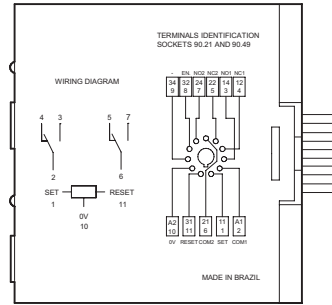 TERMINALS IDENTIFICATION
SOCKETS 90.21 AND 90.49
- EN. NO2 NC2 NO1 NC1
34 32 24 22 14 12
9 8 7 5 3 4
WIRING DIAGRAM
4 3 5 7
2 6
SET RESET
1 11
0V
10
A2 31 21 11 A1
10 11 6 1 2
0V RESET COM2 SET COM1
MADE IN BRAZIL